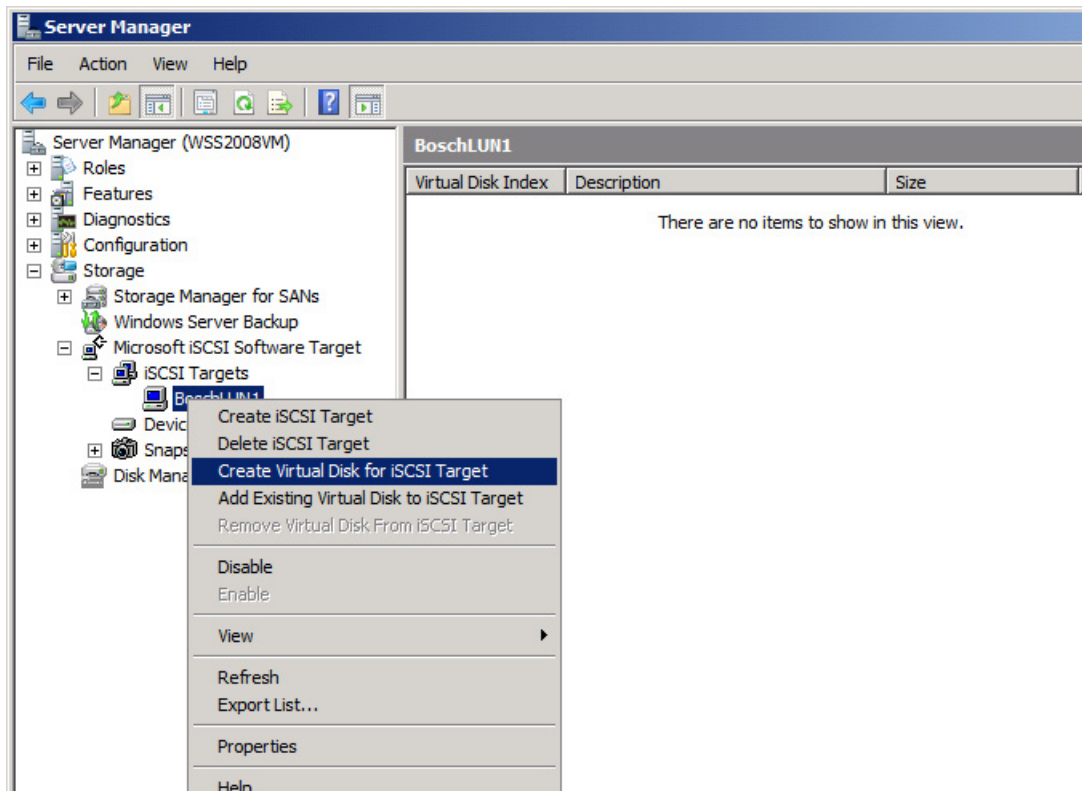 Server Manager
File Action View Help
Server Manager (WSS2008VM)
Roles
Features
Diagnostics
Configuration
Storage
Storage Manager for SANs
Windows Server Backup
Microsoft iSCSI Software Target
iSCSI Targets
BoschLUN1
Devic
Snaps
Disk Mana
BoschLUN1
Virtual Disk Index Description Size
There are no items to show in this view.
Create iSCSI Target
Delete iSCSI Target
Create Virtual Disk for iSCSI Target
Add Existing Virtual Disk to iSCSI Target
Remove Virtual Disk From iSCSI Target
Disable
Enable
View
Refresh
Export List...
Properties
Help